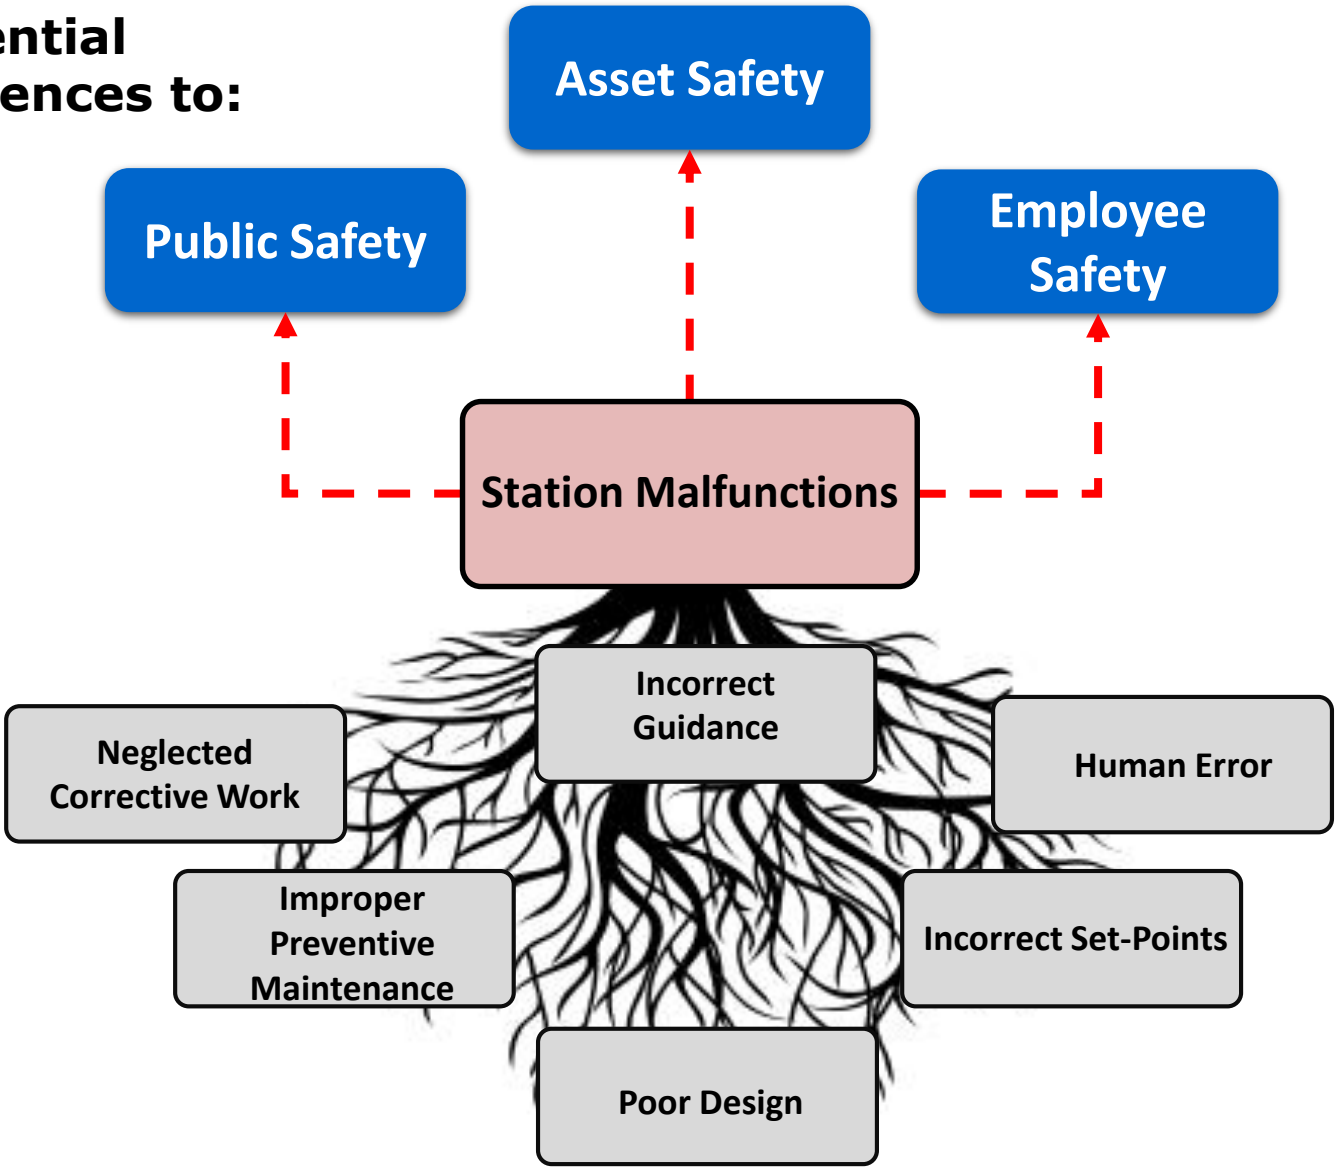 ential
ences to:
Asset Safety
Public Safety
Employee
Safety
Station Malfunctions
Incorrect
Guidance
Neglected
Corrective Work
Human Error
Improper
Preventive
Maintenance
Incorrect Set-Points
Poor Design